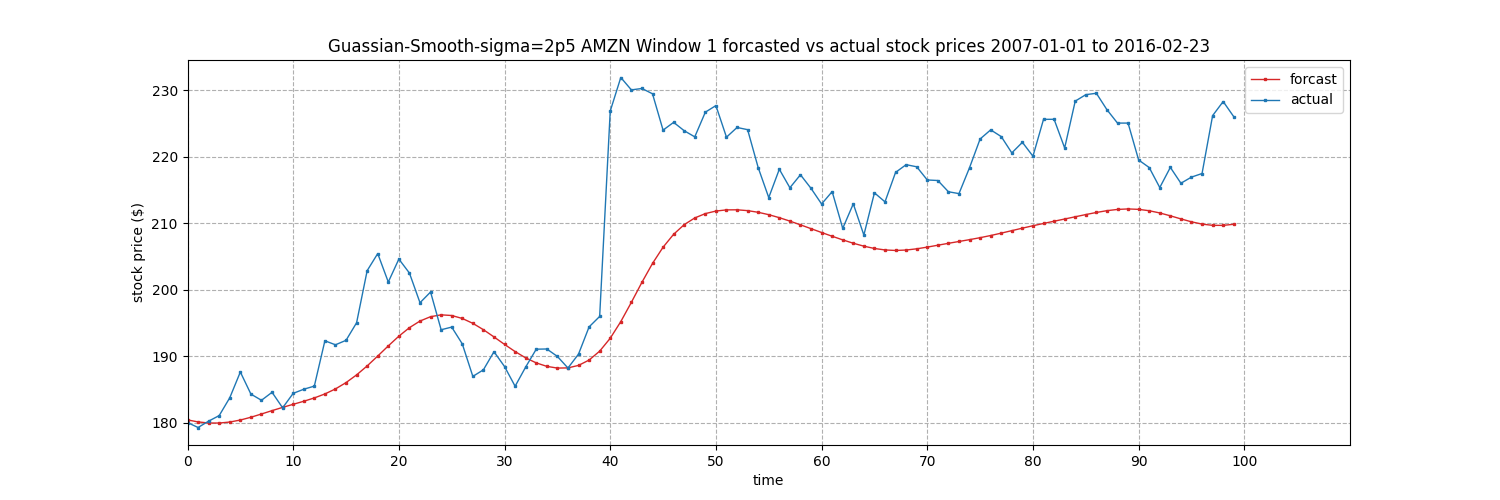 Guassian-Smooth-sigma=2p5 AMZN Window 1 forcasted vs actual stock prices 2007-01-01 to 2016-02-23
forcast
actual
stock price ($)
230
220
210
200
190
180
0 10 20 30 40 50 60 70 80 90 100
time